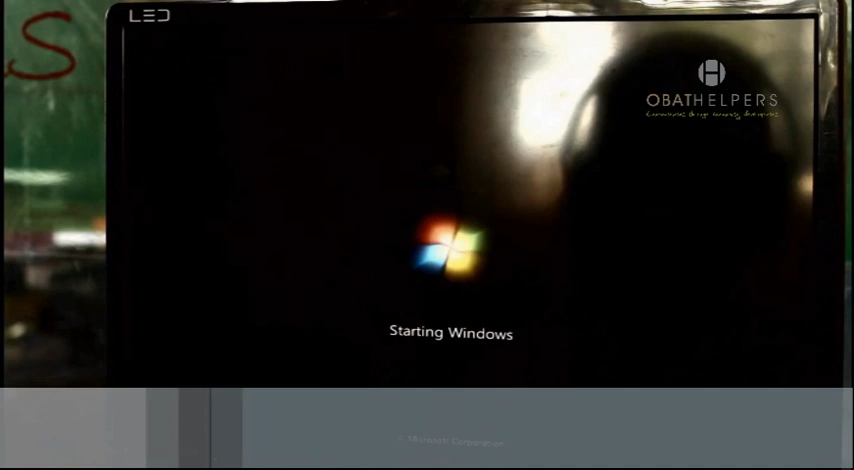 S
LED
OBATHELPERS
Starting Windows
© Microsoft Corporation